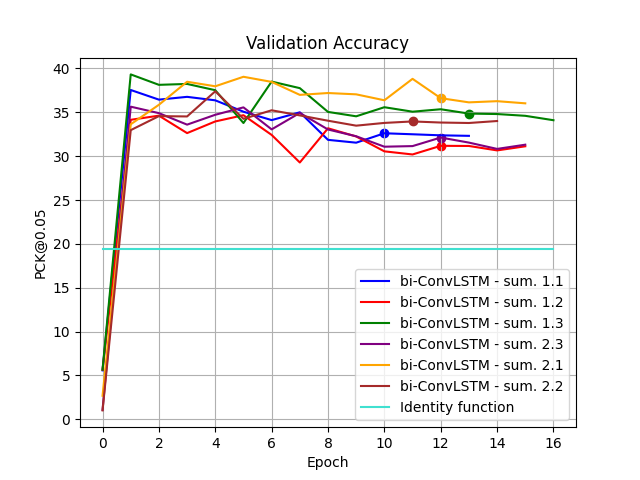 Validation Accuracy
PCK@0.05
40
35
30
25
20
15
10
5
0
0 2 4 6 8 10 12 14 16
Epoch
bi-ConvLSTM - sum. 1.1
bi-ConvLSTM - sum. 1.2
bi-ConvLSTM - sum. 1.3
bi-ConvLSTM - sum. 2.3
bi-ConvLSTM - sum. 2.1
bi-ConvLSTM - sum. 2.2
Identity function